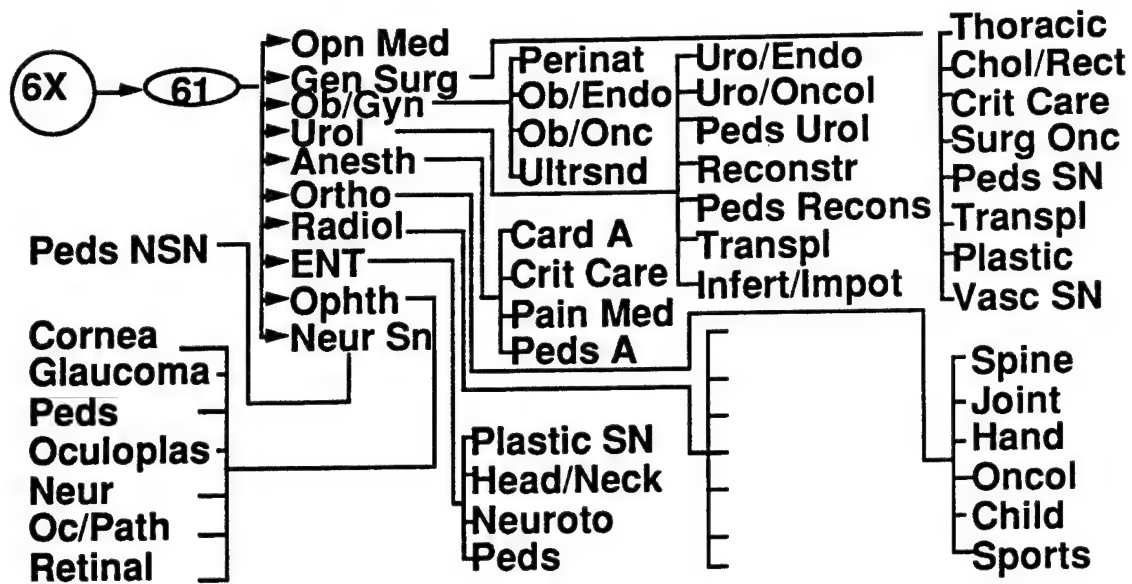 6X
61
Opn Med
Gen Surg
Ob/Gyn
Urol
Anesth
Ortho
Radiol
ENT
Ophth
Neur Sn
Peds NSN
Cornea
Glaucoma
Peds
Oculoplas
Neur
Oc/Path
Retinal
Perinat
Ob/Endo
Ob/Onc
Ultrsnd
Card A
Crit Care
Pain Med
Peds A
Plastic SN
Head/Neck
Neuroto
Peds
Uro/Endo
Uro/Oncol
Peds Urol
Reconstr
Peds Recons
Transpl
Infert/Impot
Thoracic
Chol/Rect
Crit Care
Surg Onc
Peds SN
Transpl
Plastic
Vasc SN
Spine
Joint
Hand
Oncol
Child
Sports